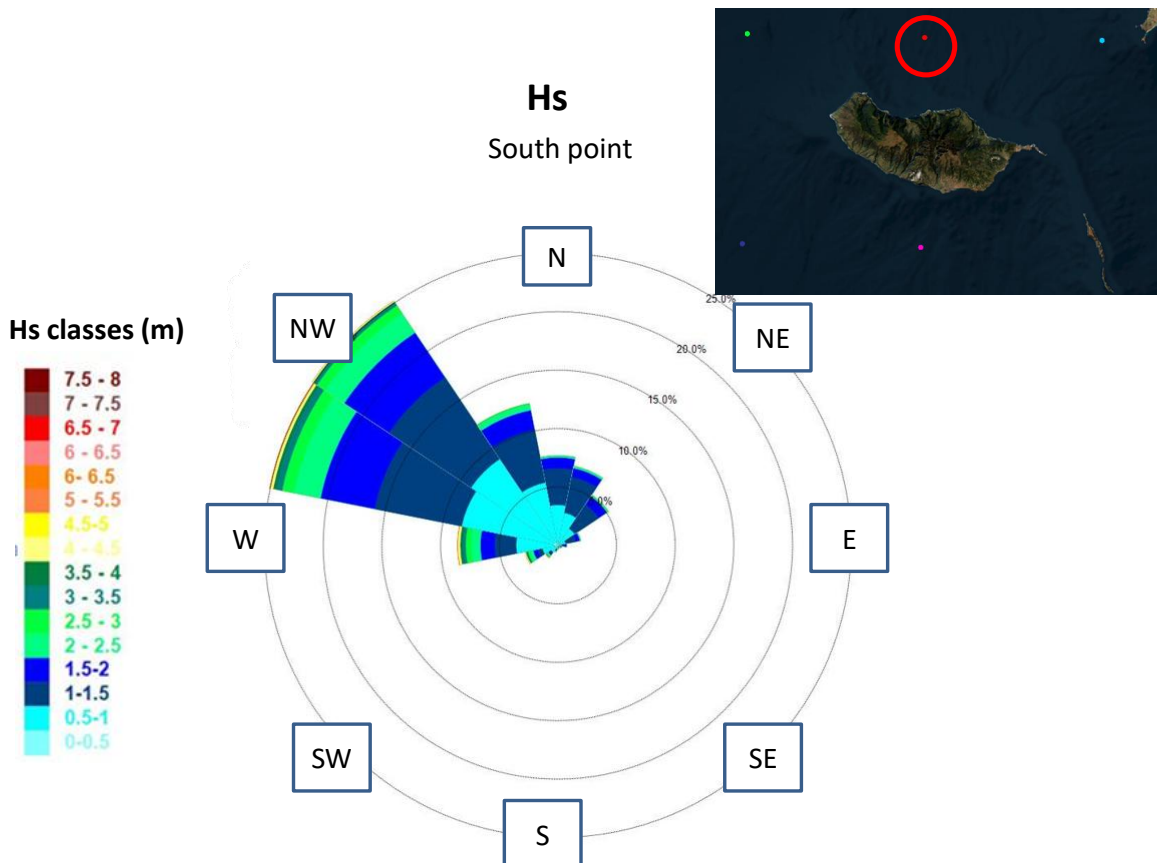 Hs
South point
N
NW
NE
25.0%
20.0%
15.0%
10.0%
Hs classes (m)
7.5 - 8
7 - 7.5
6.5 - 7
6 - 6.5
6- 6.5
5 - 5.5
4.5-5
4 - 4.5
3.5 - 4
3 - 3.5
2.5 - 3
2 - 2.5
1.5-2
1-1.5
0.5-1
0-0.5
W
E
SW
SE
S